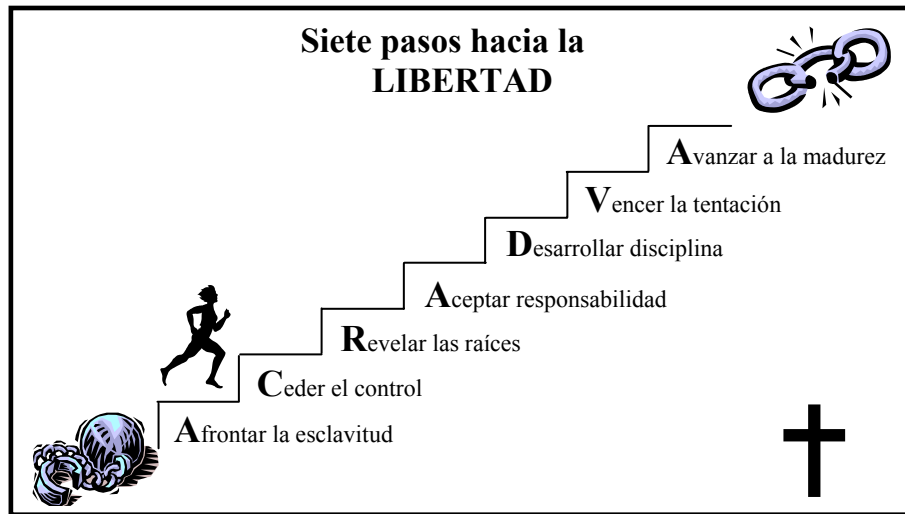 Siete pasos hacia la
LIBERTAD
Avanzar a la madurez
Vencer la tentación
Desarrollar disciplina
Aceptar responsabilidad
Revelar las raíces
Ceder el control
Afrontar la esclavitud